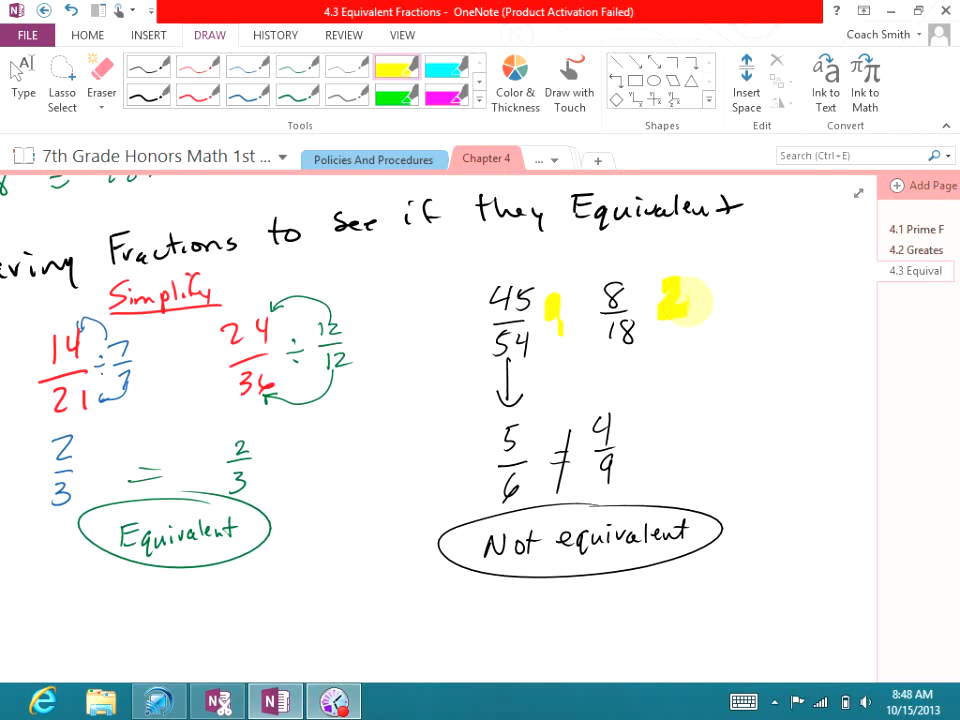 4.3 Equivalent Fractions - OneNote (Product Activation Failed)
FILE HOME INSERT DRAW HISTORY REVIEW VIEW
Coach Smith
Type
Lasso Select
Eraser
Color & Thickness
Draw with Touch
Insert Space
Ink to Text
Ink to Math
Tools
Shapes
Edit
Convert
7th Grade Honors Math 1st ...
Policies And Procedures
Chapter 4
...
Search (Ctrl+E)
Add Page
4.1 Prime F
4.2 Greates
4.3 Equival
Fractions to see if they Equivalent
Simplify
14/21 ÷ 7/7
24/36 ÷ 12/12
45/54 9
8/18 2
2/3 = 2/3
5/6 ≠ 4/9
Equivalent
Not equivalent
8:48 AM
10/15/2013